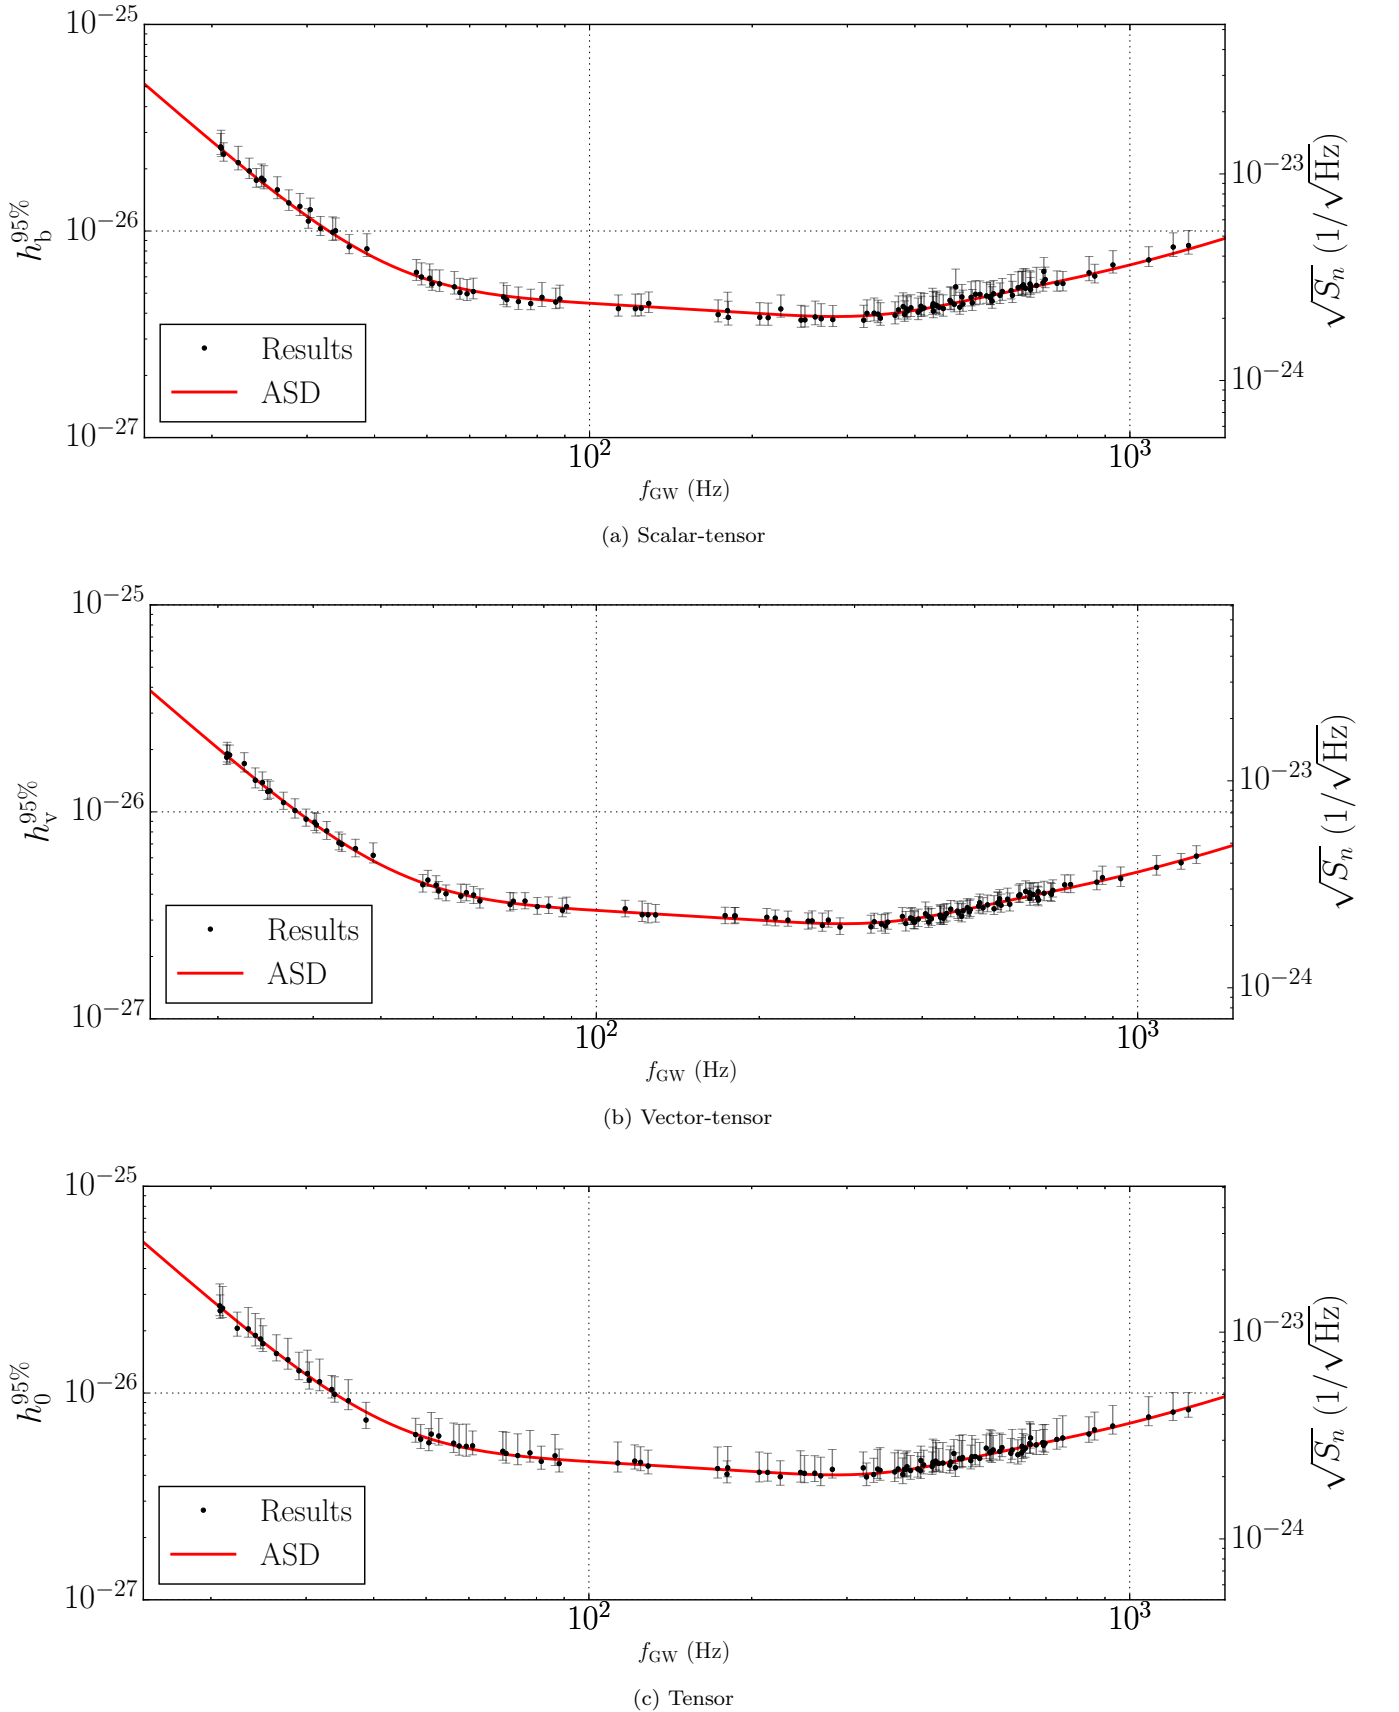 10^{-25}
10^{-26}
10^{-27}
h_b^{95%}
10^{-23}
10^{-24}
√S_n (1/√Hz)
Results
ASD
10^2
10^3
f_GW (Hz)
(a) Scalar-tensor
10^{-25}
10^{-26}
10^{-27}
h_v^{95%}
10^{-23}
10^{-24}
√S_n (1/√Hz)
Results
ASD
10^2
10^3
f_GW (Hz)
(b) Vector-tensor
10^{-25}
10^{-26}
10^{-27}
h_0^{95%}
10^{-23}
10^{-24}
√S_n (1/√Hz)
Results
ASD
10^2
10^3
f_GW (Hz)
(c) Tensor